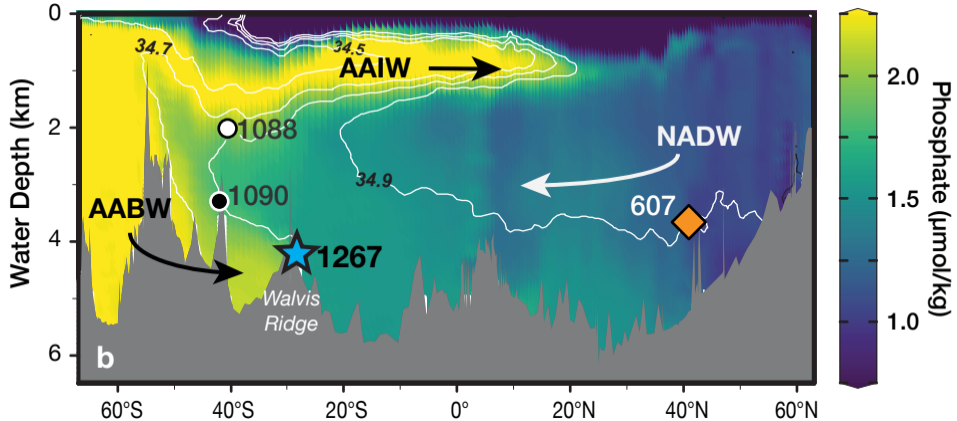 0
2
4
6
Water Depth (km)
34.7
34.5
AAIW
1088
NADW
34.9
1090
607
AABW
1267
Walvis
Ridge
b
60°S
40°S
20°S
0°
20°N
40°N
60°N
2.0
1.5
1.0
Phosphate (μmol/kg)